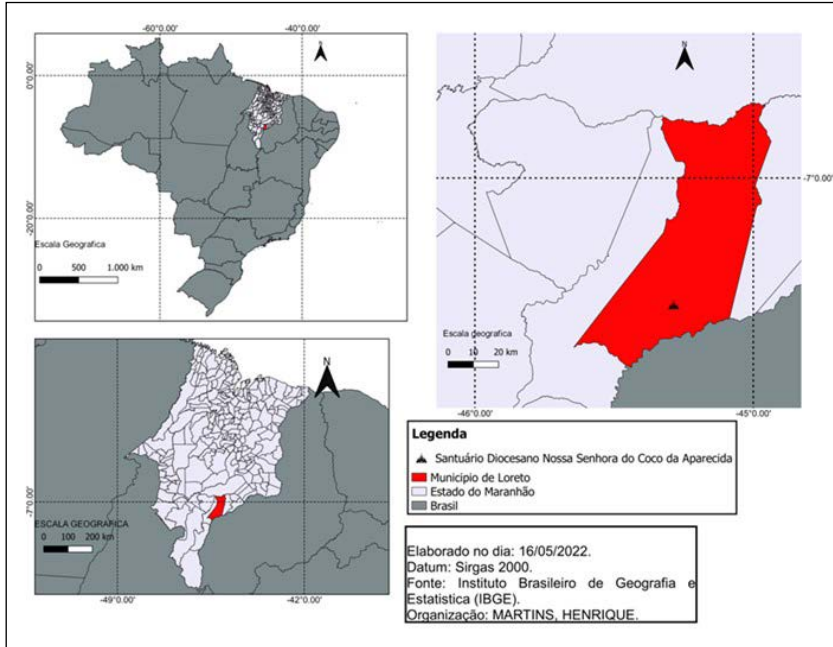 -60°0.00'
-40°0.00'
N
0°0.00'
-20°0.00'
Escala Geografica
0 500 1.000 km
N
-7°0.00'
Escala geografica
0 10 20 km
-46°0.00'
-45°0.00'
N
-7°0.00'
ESCALA GEOGRAFICA
0 100 200 km
-49°0.00'
-42°0.00'
Legenda
Santuário Diocesano Nossa Senhora do Coco da Aparecida
Municipio de Loreto
Estado do Maranhão
Brasil
Elaborado no dia: 16/05/2022.
Datum: Sirgas 2000.
Fonte: Instituto Brasileiro de Geografia e
Estatistica (IBGE).
Organização: MARTINS, HENRIQUE.